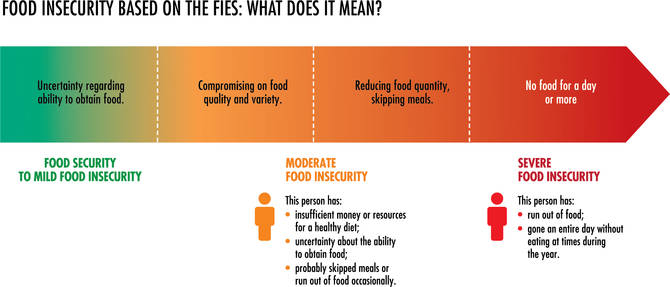 FOOD INSECURITY BASED ON THE FIES: WHAT DOES IT MEAN?
Uncertainty regarding
ability to obtain food.
Compromising on food
quality and variety.
Reducing food quantity,
skipping meals.
No food for a day
or more
FOOD SECURITY
TO MILD FOOD INSECURITY
MODERATE
FOOD INSECURITY
This person has:
• insufficient money or resources
for a healthy diet;
• uncertainty about the ability
to obtain food;
• probably skipped meals or
run out of food occasionally.
SEVERE
FOOD INSECURITY
This person has:
• run out of food;
• gone an entire day without
eating at times during
the year.